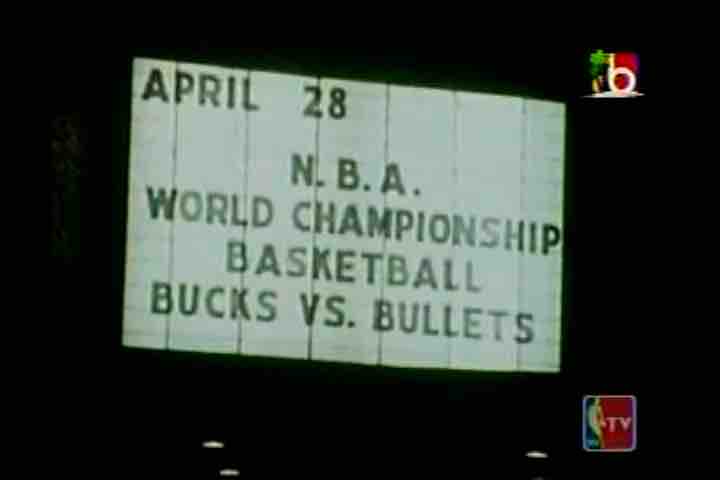 APRIL 28
b
N.B.A.
WORLD CHAMPIONSHIP
BASKETBALL
BUCKS VS. BULLETS
TV